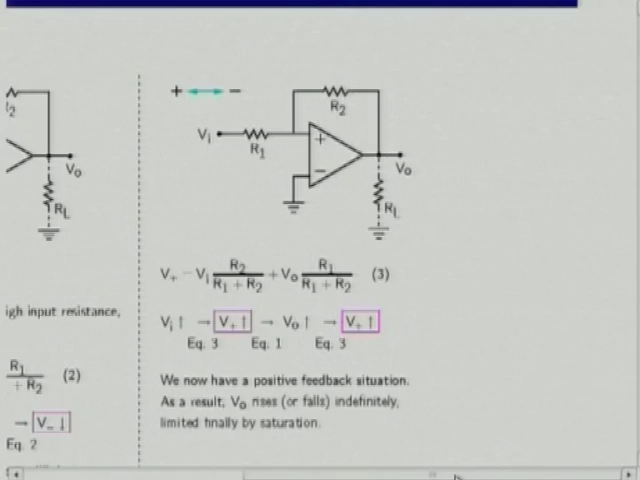 + −
R2
Vi
R1
+
−
Vo
RL
Vo
RL
V+ = Vi R2/(R1 + R2) + Vo R1/(R1 + R2) (3)
Vi ↑ → V+ ↑ → Vo ↑ → V+ ↑
Eq. 3 Eq. 1 Eq. 3
We now have a positive feedback situation.
As a result, Vo rises (or falls) indefinitely,
limited finally by saturation.
igh input resistance,
R1
+ R2 (2)
→ V− ↓
Eq. 2